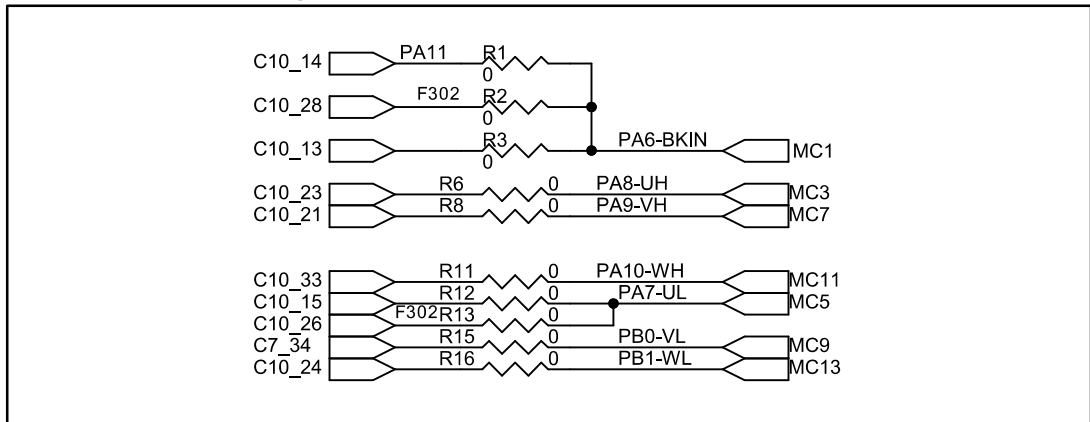 C10_14 PA11 R1 0
C10_28 F302 R2 0
C10_13 R3 0 PA6-BKIN MC1
C10_23 R6 0 PA8-UH MC3
C10_21 R8 0 PA9-VH MC7
C10_33 R11 0 PA10-WH MC11
C10_15 R12 0 PA7-UL MC5
C10_26 F302 R13 0
C7_34 R15 0 PB0-VL MC9
C10_24 R16 0 PB1-WL MC13